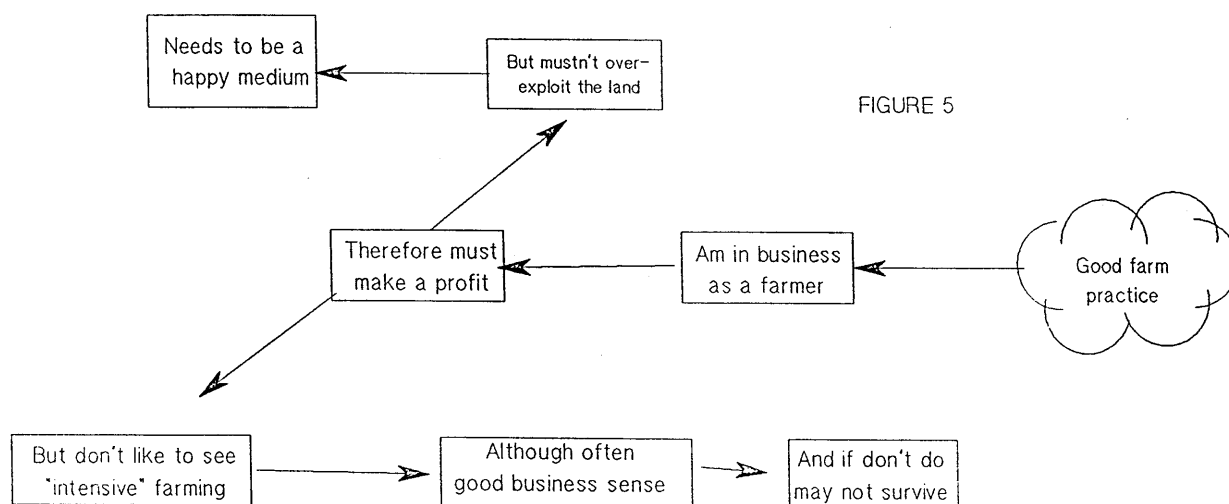 Needs to be a
happy medium
But mustn't over-
exploit the land
FIGURE 5
Therefore must
make a profit
Am in business
as a farmer
Good farm
practice
But don't like to see
"intensive" farming
Although often
good business sense
And if don't do
may not survive